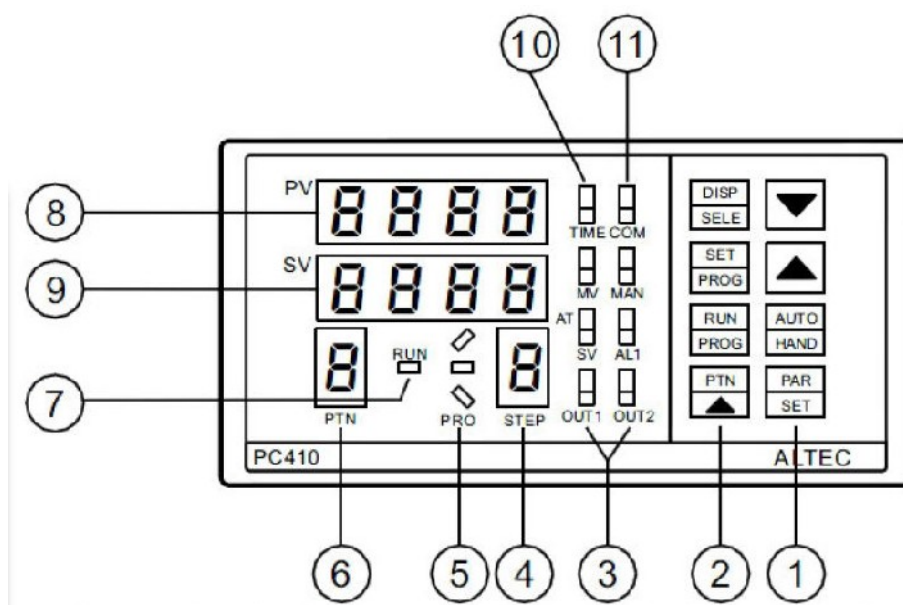 10 11
PV 8888
8
TIME COM
DISP
SELE
SV 8888
9
MV MAN
SET
PROG
8 RUN 8
AT SV AL1
RUN
PROG
AUTO
HAND
7
PTN PRO STEP OUT1 OUT2
PTN
PAR
SET
PC410 ALTEC
6 5 4 3 2 1